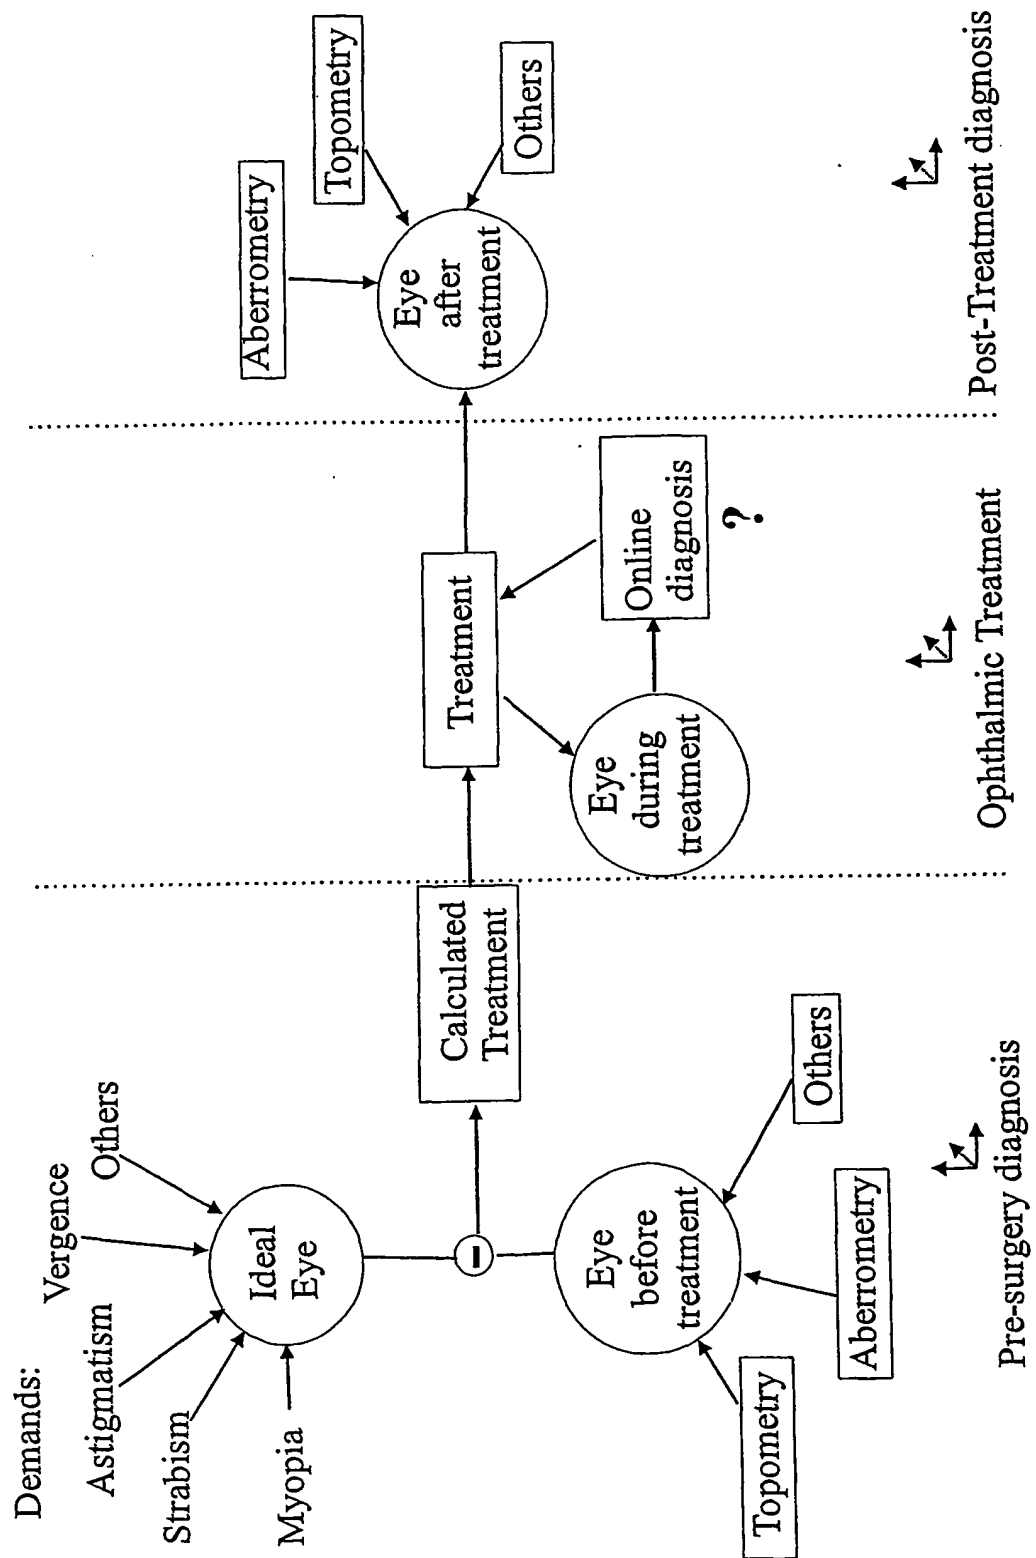 Demands:
Astigmatism
Strabism
Myopia
Vergence
Others
Ideal
Eye
−
Eye
before
treatment
Topometry
Aberrometry
Others
Calculated
Treatment
Pre-surgery diagnosis
Treatment
Eye
during
treatment
Online
diagnosis
?
Ophthalmic Treatment
Aberrometry
Topometry
Others
Eye
after
treatment
Post-Treatment diagnosis